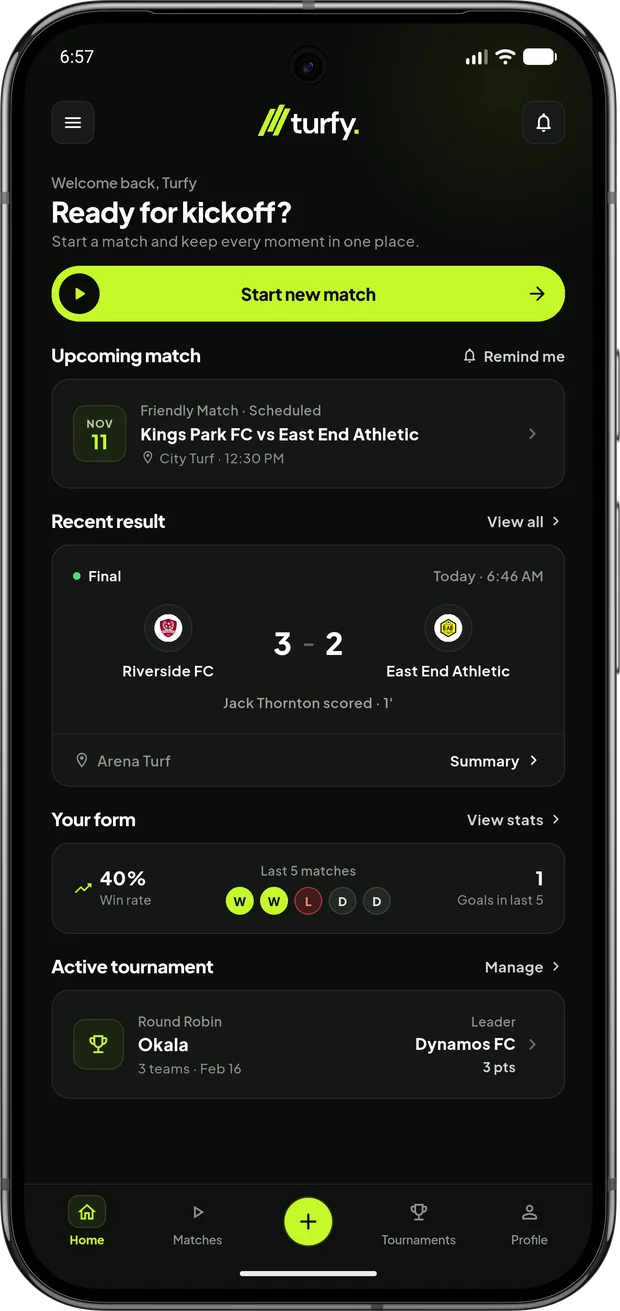 6:57
turfy.
Welcome back, Turfy
Ready for kickoff?
Start a match and keep every moment in one place.
Start new match
Upcoming match
Remind me
NOV
11
Friendly Match · Scheduled
Kings Park FC vs East End Athletic
City Turf · 12:30 PM
Recent result
View all
Final
Today · 6:46 AM
3 - 2
Riverside FC
East End Athletic
Jack Thornton scored · 1'
Arena Turf
Summary
Your form
View stats
40%
Win rate
Last 5 matches
W W L D D
1
Goals in last 5
Active tournament
Manage
Round Robin
Okala
3 teams · Feb 16
Leader
Dynamos FC
3 pts
Home
Matches
Tournaments
Profile